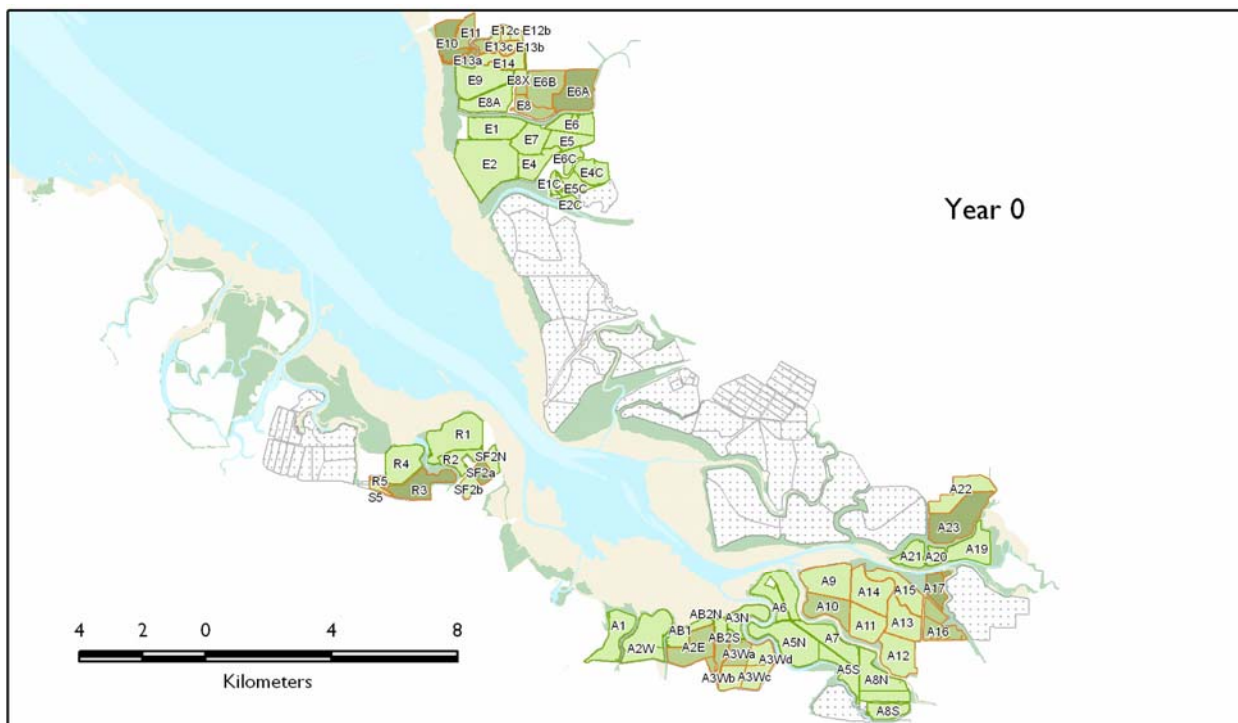 E11
E12c
E12b
E10
E13c
E13b
E13a
E14
E9
E8X
E6B
E6A
E8A
E8
E1
E6
E7
E5
E2
E4
E6C
E4C
E1C
E5C
E2C
Year 0
R1
R4
R2
SF2N
SF2a
R5
R3
SF2b
S5
A22
A23
A21
A20
A19
A9
A14
A15
A17
A10
A6
A11
A13
A16
A1
AB2N
A3N
AB1
AB2S
A2W
A2E
A3Wa
A5N
A7
A12
A3Wd
A5S
A8N
A3Wb
A3Wc
A8S
4 2 0 4 8
Kilometers